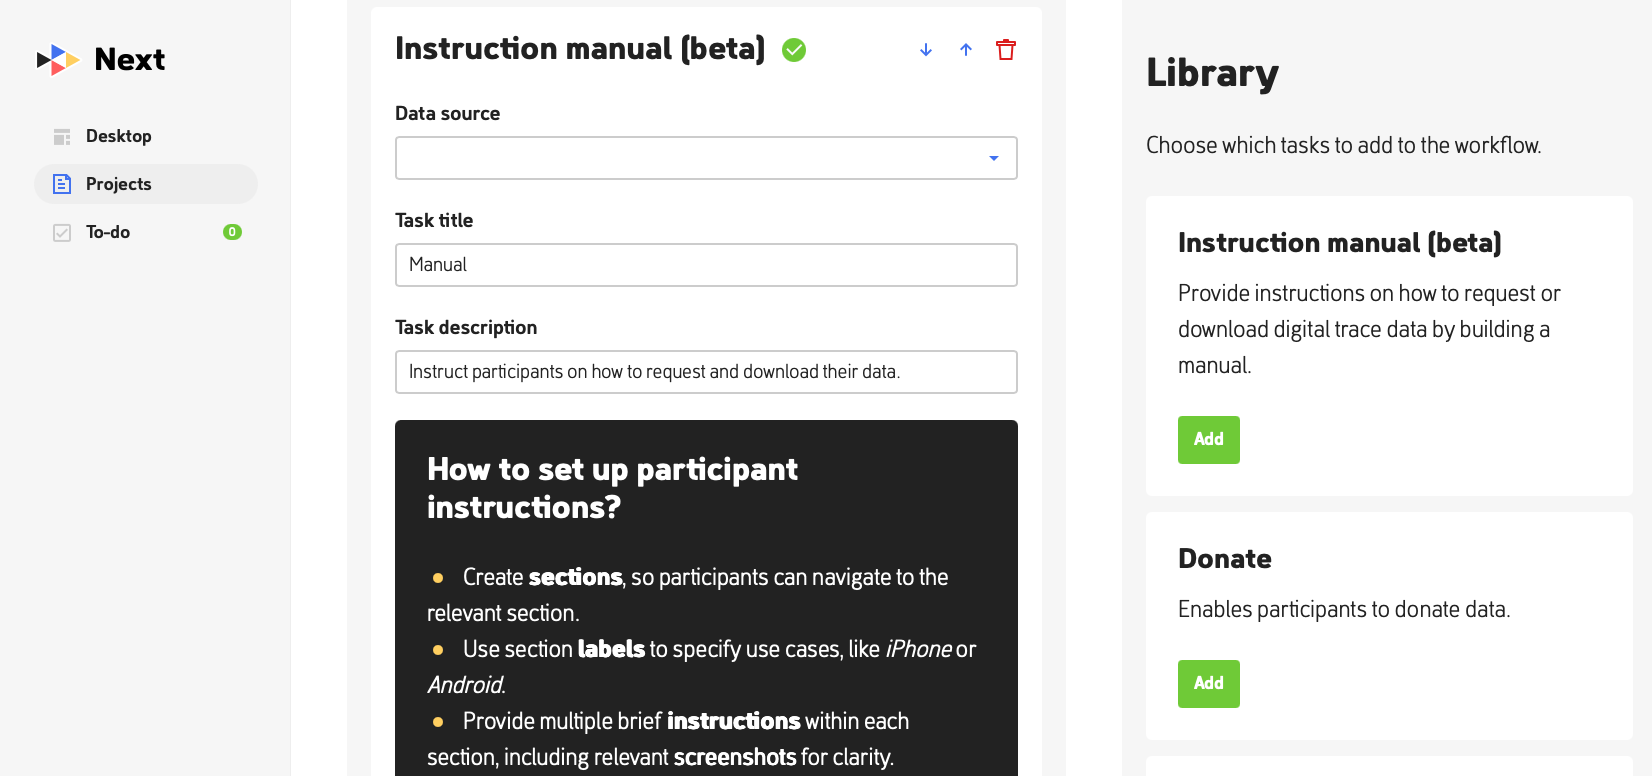 Next
Desktop
Projects
To-do
0
Instruction manual (beta)
Data source
Task title
Manual
Task description
Instruct participants on how to request and download their data.
How to set up participant
instructions?
Create sections, so participants can navigate to the
relevant section.
Use section labels to specify use cases, like iPhone or
Android.
Provide multiple brief instructions within each
section, including relevant screenshots for clarity.
Library
Choose which tasks to add to the workflow.
Instruction manual (beta)
Provide instructions on how to request or
download digital trace data by building a
manual.
Add
Donate
Enables participants to donate data.
Add